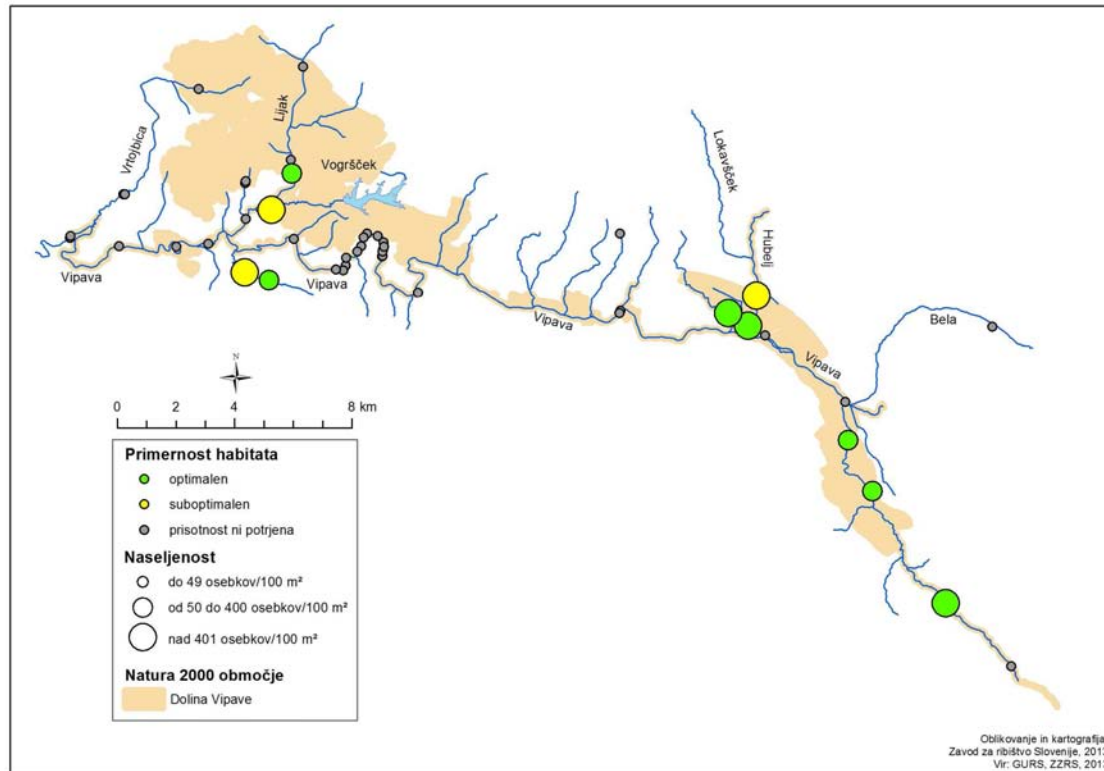 Vrtojbica
Lijak
Vogršček
Lokavšček
Hubelj
Vipava
Vipava
Vipava
Vipava
Bela
N
0 2 4 8 km
Primernost habitata
optimalen
suboptimalen
prisotnost ni potrjena
Naseljenost
do 49 osebkov/100 m²
od 50 do 400 osebkov/100 m²
nad 401 osebkov/100 m²
Natura 2000 območje
Dolina Vipave
Oblikovanje in kartografija
Zavod za ribištvo Slovenije, 2013
Vir: GURS, ZZRS, 2013